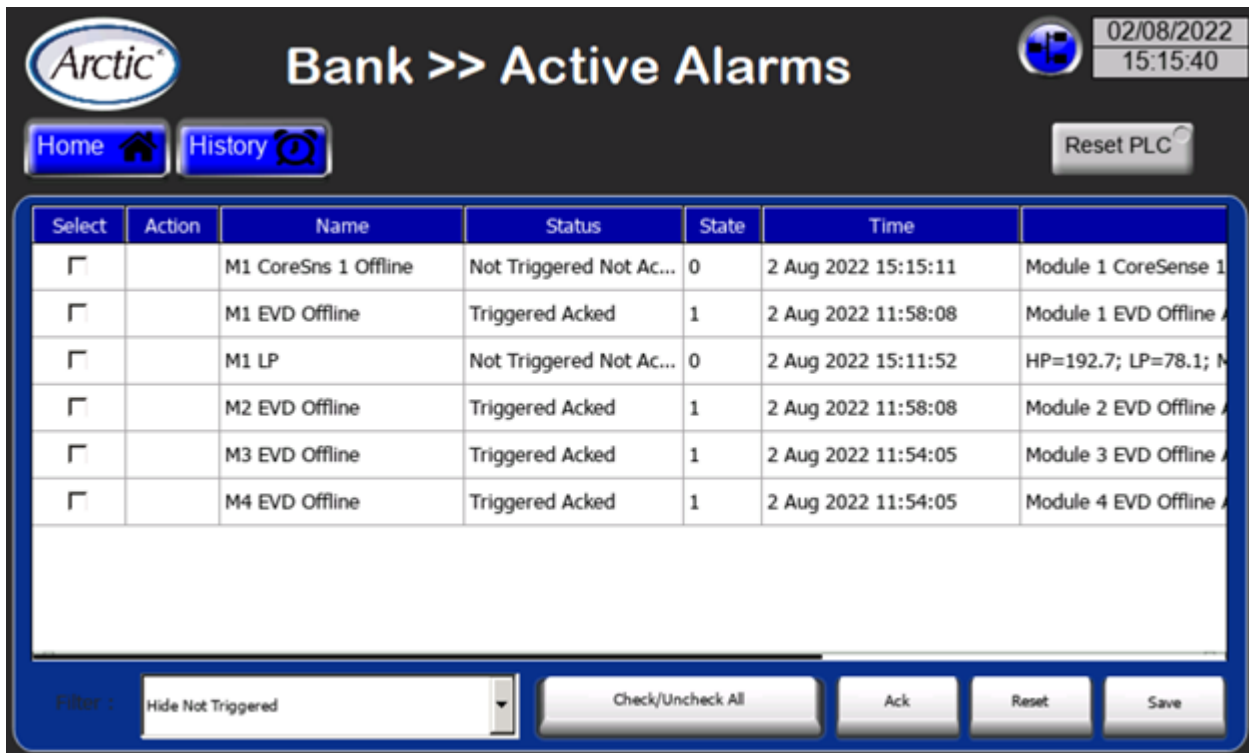 Arctic
Bank >> Active Alarms
02/08/2022
15:15:40
Home
History
Reset PLC
Select Action Name Status State Time
M1 CoreSns 1 Offline Not Triggered Not Ac... 0 2 Aug 2022 15:15:11 Module 1 CoreSense 1
M1 EVD Offline Triggered Acked 1 2 Aug 2022 11:58:08 Module 1 EVD Offline
M1 LP Not Triggered Not Ac... 0 2 Aug 2022 15:11:52 HP=192.7; LP=78.1;
M2 EVD Offline Triggered Acked 1 2 Aug 2022 11:58:08 Module 2 EVD Offline
M3 EVD Offline Triggered Acked 1 2 Aug 2022 11:54:05 Module 3 EVD Offline
M4 EVD Offline Triggered Acked 1 2 Aug 2022 11:54:05 Module 4 EVD Offline
Filter : Hide Not Triggered Check/Uncheck All Ack Reset Save